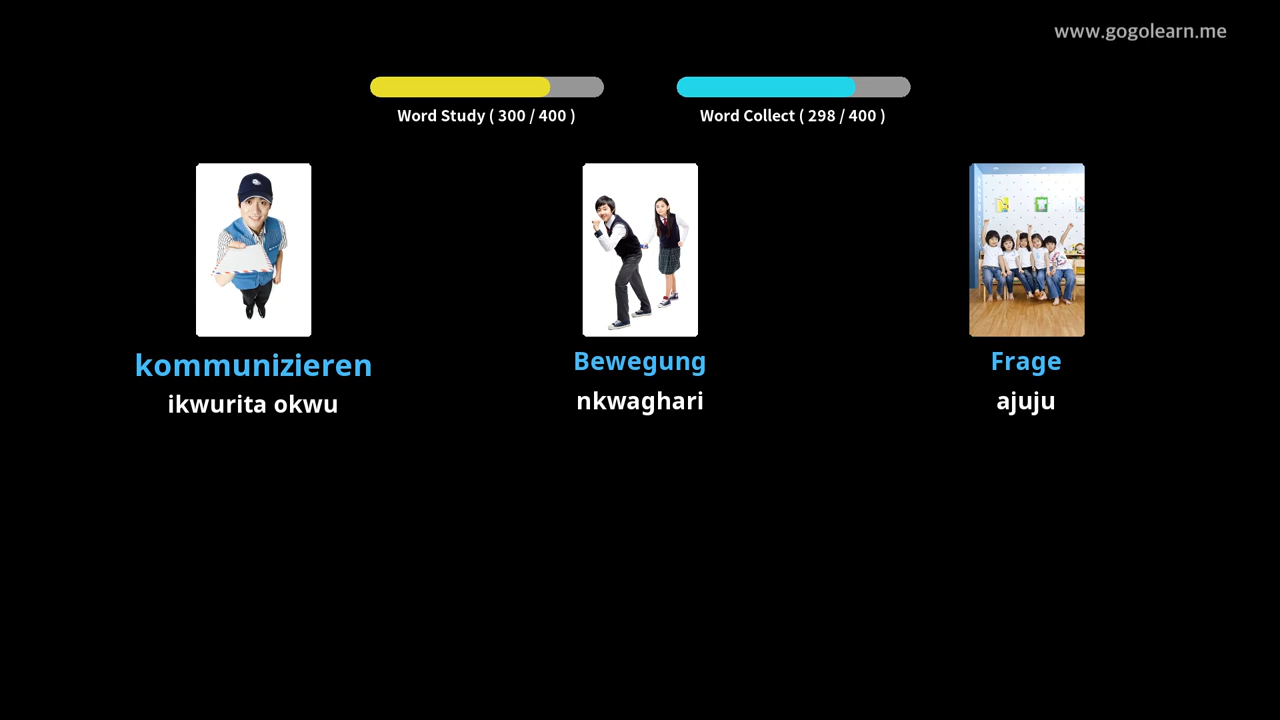 www.gogolearn.me
Word Study ( 300 / 400 )
Word Collect ( 298 / 400 )
kommunizieren
ikwurita okwu
Bewegung
nkwaghari
Frage
ajuju